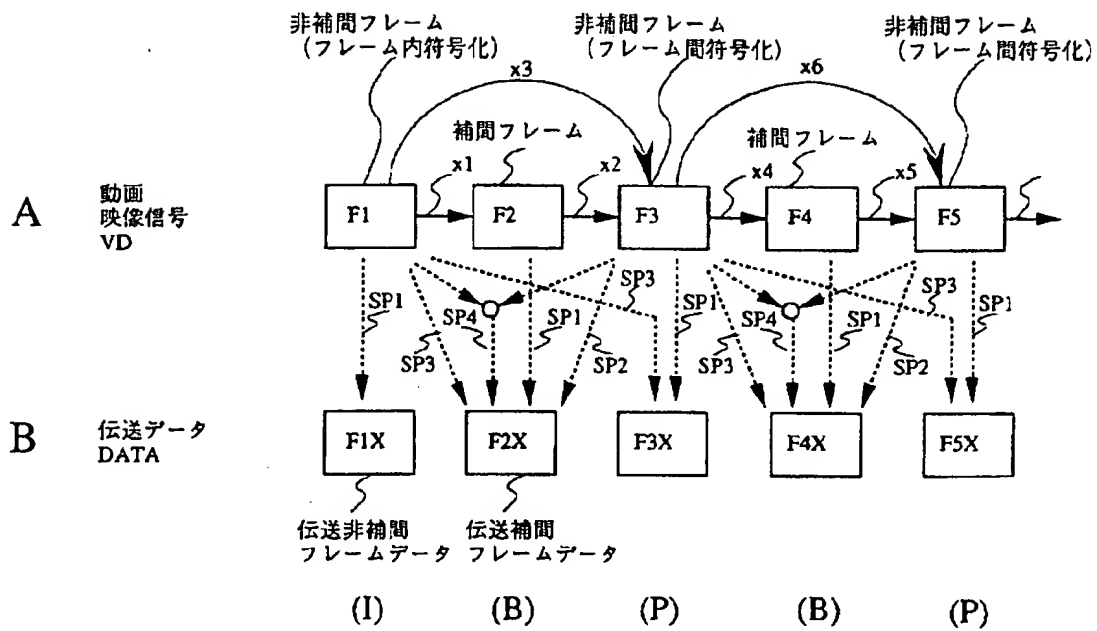 非補間フレーム
(フレーム内符号化)
非補間フレーム
(フレーム間符号化)
非補間フレーム
(フレーム間符号化)
x3
x6
補間フレーム
補間フレーム
x1
x2
x4
x5
A
動画
映像信号
VD
F1
F2
F3
F4
F5
SP1
SP3
SP4
SP1
SP2
SP3
SP1
SP3
SP4
SP1
SP2
SP3
SP1
B
伝送データ
DATA
F1X
F2X
F3X
F4X
F5X
伝送非補間
フレームデータ
伝送補間
フレームデータ
(I)
(B)
(P)
(B)
(P)